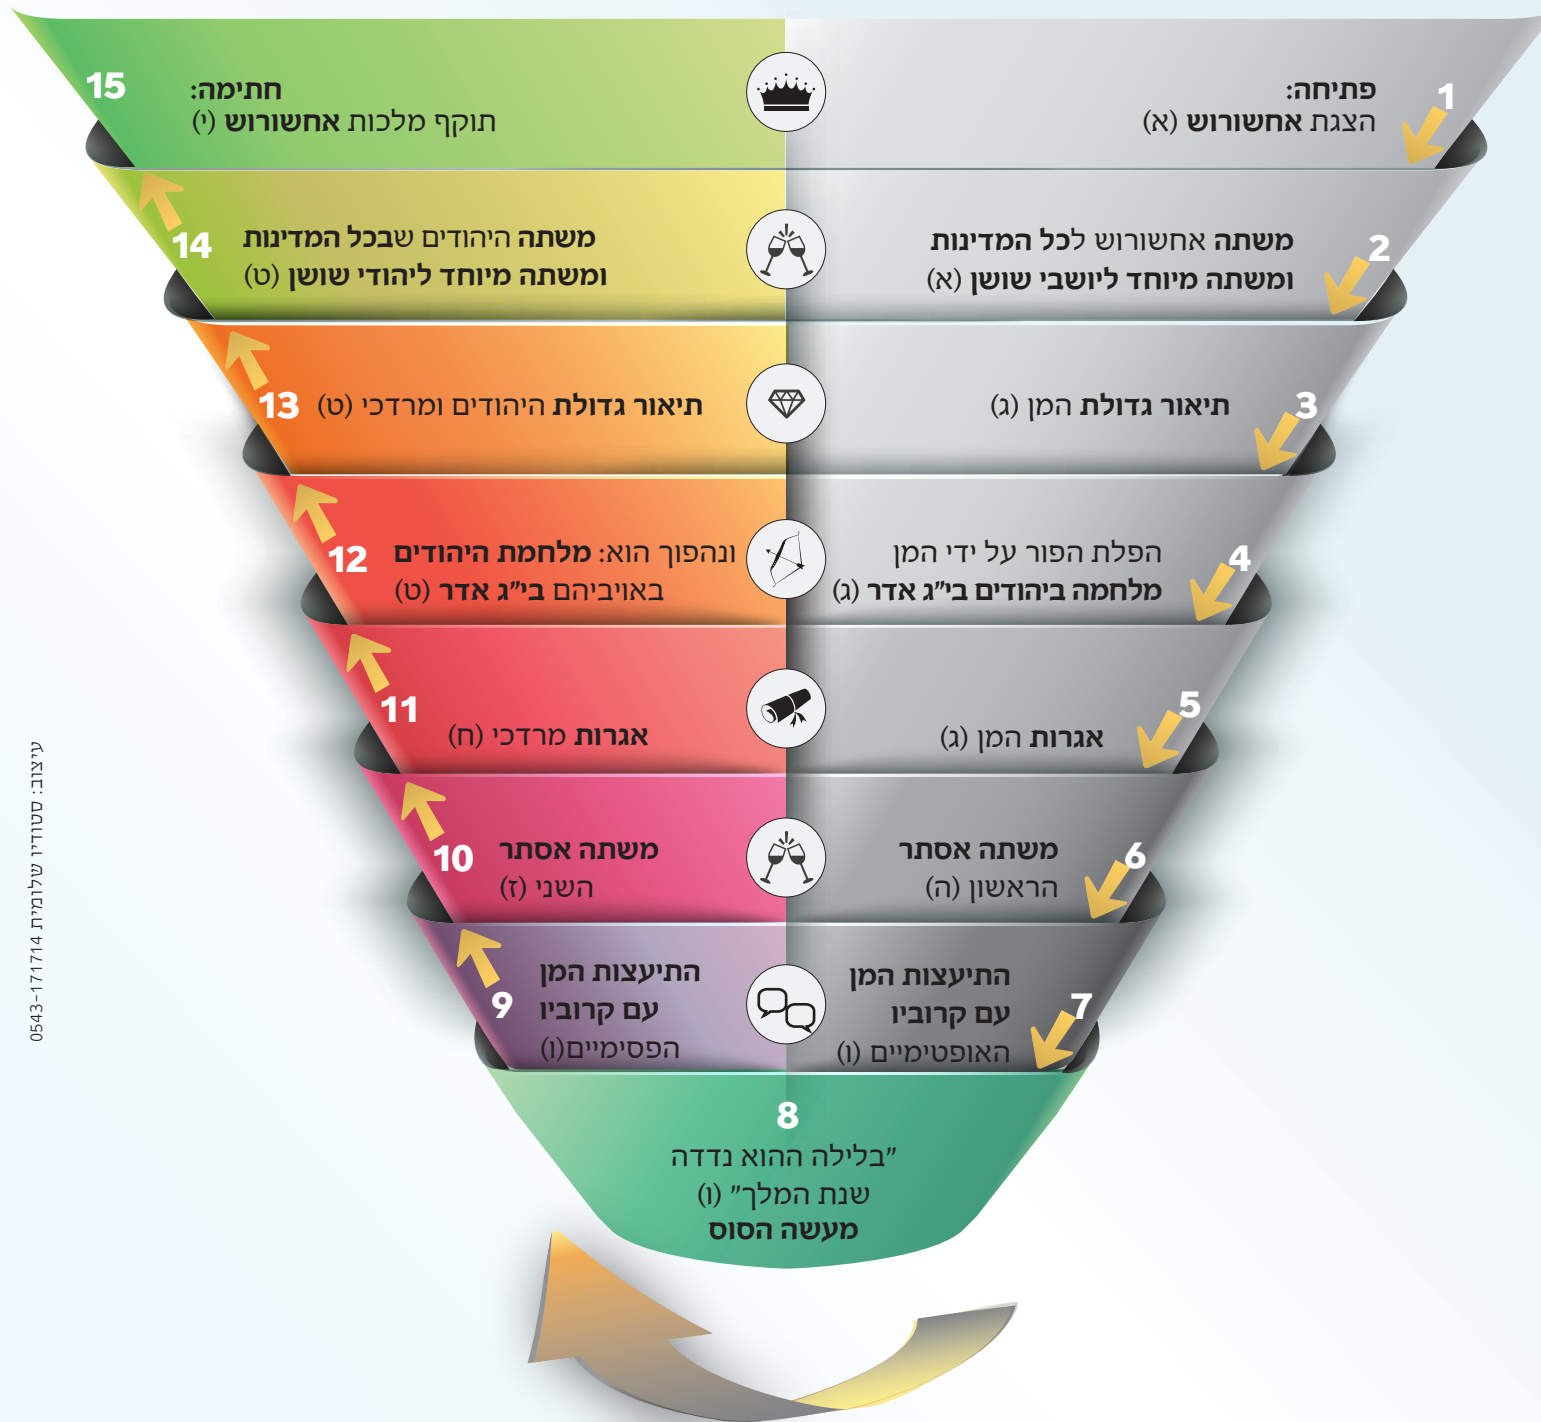 1
פתיחה:
הצגת אחשורוש (א)
2
משתה אחשורוש לכל המדינות
ומשתה מיוחד ליושבי שושן (א)
3
תיאור גדולת המן (ג)
4
הפלת הפור על ידי המן
מלחמה ביהודים בי"ג אדר (ג)
5
אגרות המן (ג)
6
משתה אסתר
הראשון (ה)
7
התיעצות המן
עם קרוביו
האופטימיים (ו)
8
"בלילה ההוא נדדה
שנת המלך" (ו)
מעשה הסוס
9
התיעצות המן
עם קרוביו
הפסימיים(ו)
10
משתה אסתר
השני (ז)
11
אגרות מרדכי (ח)
12
ונהפוך הוא: מלחמת היהודים
באויביהם בי"ג אדר (ט)
13
תיאור גדולת היהודים ומרדכי (ט)
14
משתה היהודים שבכל המדינות
ומשתה מיוחד ליהודי שושן (ט)
15
חתימה:
תוקף מלכות אחשורוש (י)
עיצוב: סטודיו שלומית 0543-171714